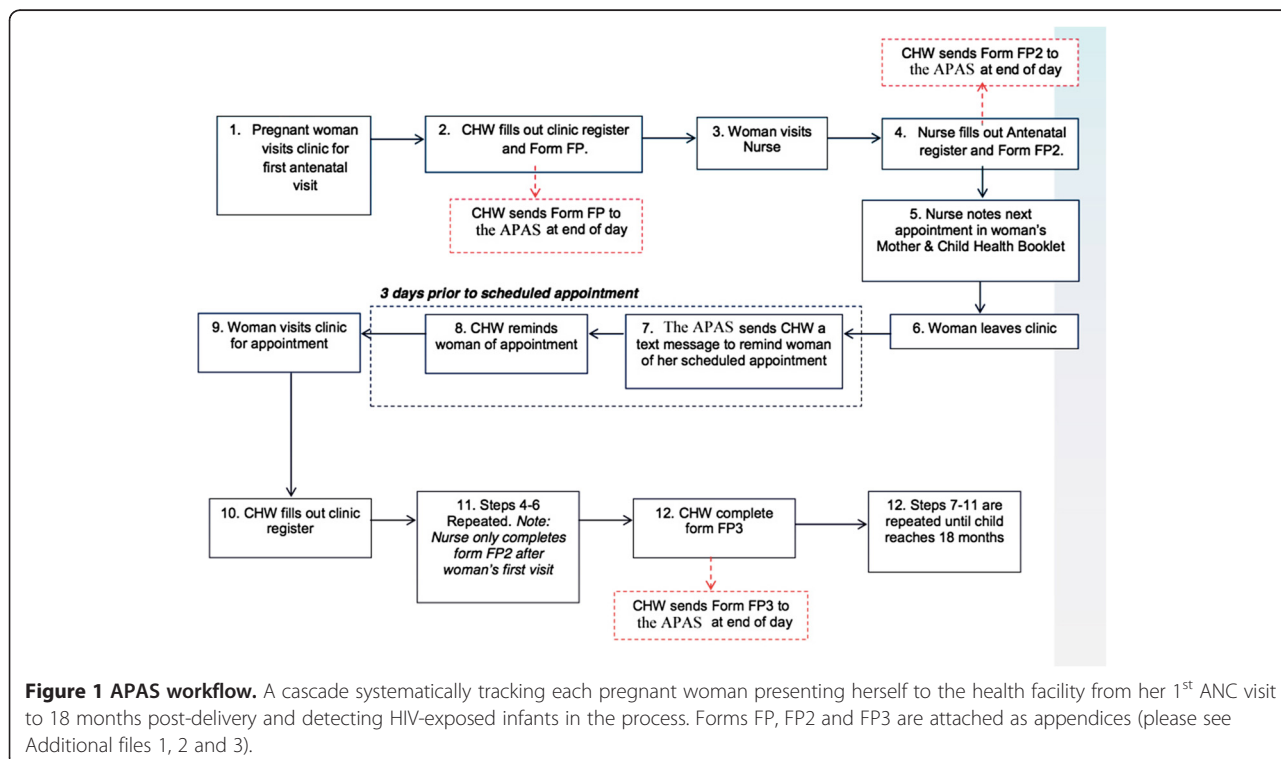 CHW sends Form FP2 to
the APAS at end of day
1. Pregnant woman
visits clinic for
first antenatal
visit
2. CHW fills out clinic register
and Form FP.
3. Woman visits
Nurse
4. Nurse fills out Antenatal
register and Form FP2.
CHW sends Form FP to
the APAS at end of day
5. Nurse notes next
appointment in woman's
Mother & Child Health Booklet
3 days prior to scheduled appointment
6. Woman leaves clinic
7. The APAS sends CHW a
text message to remind woman
of her scheduled appointment
8. CHW reminds
woman of appointment
9. Woman visits clinic
for appointment
10. CHW fills out clinic
register
11. Steps 4-6
Repeated. Note:
Nurse only completes
form FP2 after
woman's first visit
12. CHW complete
form FP3
12. Steps 7-11 are
repeated until child
reaches 18 months
CHW sends Form FP3 to
the APAS at end of day
Figure 1 APAS workflow. A cascade systematically tracking each pregnant woman presenting herself to the health facility from her 1st ANC visit
to 18 months post-delivery and detecting HIV-exposed infants in the process. Forms FP, FP2 and FP3 are attached as appendices (please see
Additional files 1, 2 and 3).